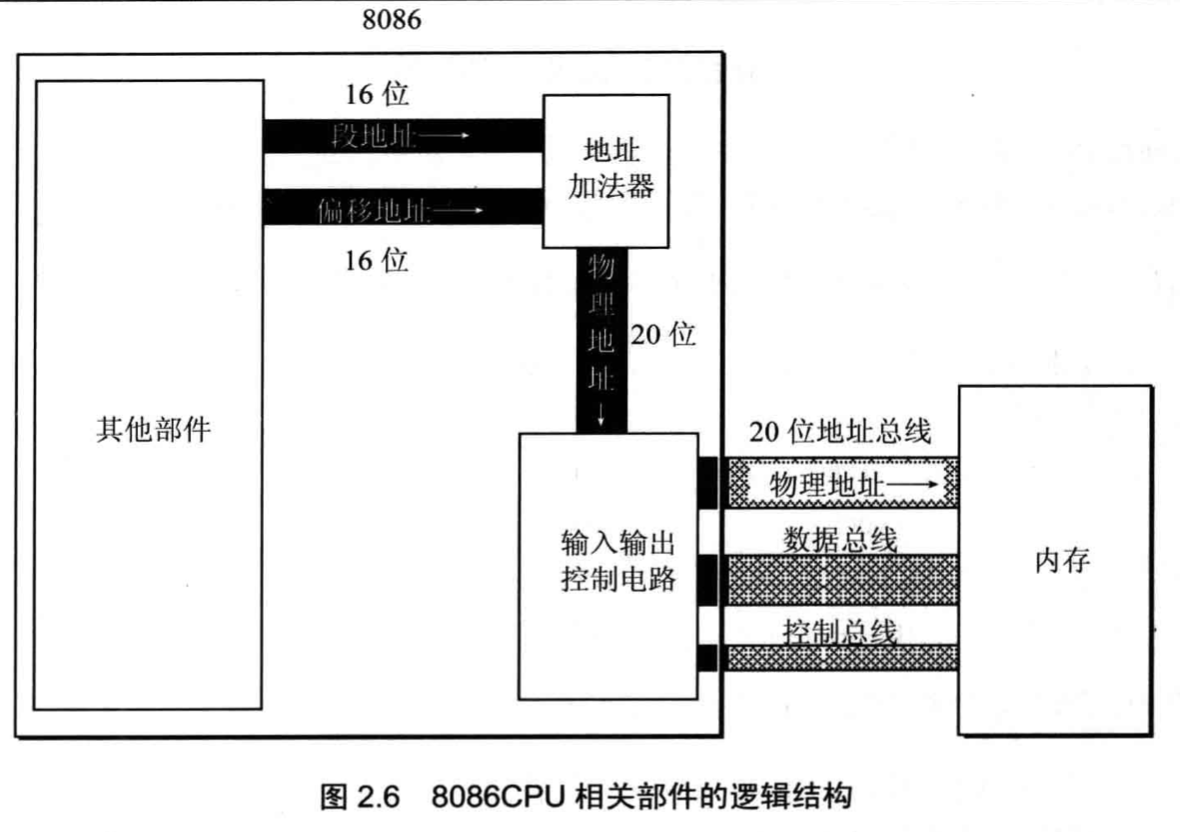 8086
16 位
段地址
地址
加法器
偏移地址
16 位
物
理
地
址
20 位
其他部件
20 位地址总线
物理地址
输入输出
控制电路
数据总线
内存
控制总线
图 2.6 8086CPU 相关部件的逻辑结构